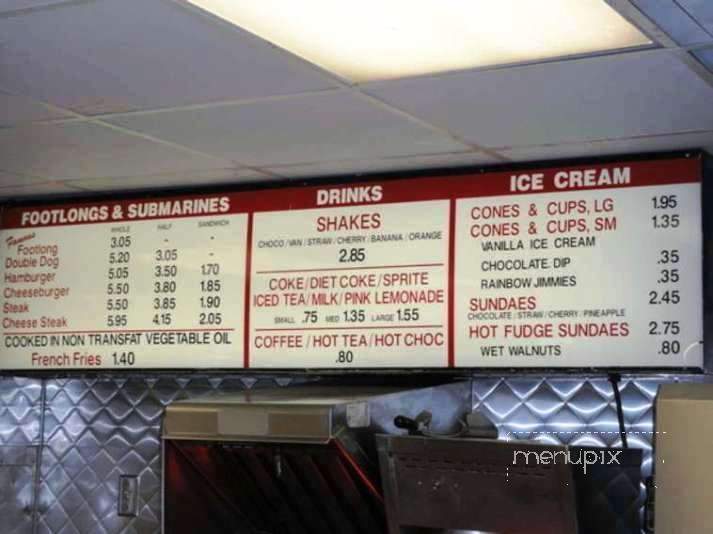 FOOTLONGS & SUBMARINES
WHOLE HALF SANDWICH
Famous
Footlong 3.05 - -
Double Dog 5.20 3.05 -
Hamburger 5.05 3.50 1.70
Cheeseburger 5.50 3.80 1.85
Steak 5.50 3.85 1.90
Cheese Steak 5.95 4.15 2.05
COOKED IN NON TRANSFAT VEGETABLE OIL
French Fries 1.40
DRINKS
SHAKES
CHOCO / VAN / STRAW / CHERRY / BANANA / ORANGE
2.85
COKE / DIET COKE / SPRITE
ICED TEA / MILK / PINK LEMONADE
SMALL .75 MED 1.35 LARGE 1.55
COFFEE / HOT TEA / HOT CHOC
.80
ICE CREAM
CONES & CUPS, LG 1.95
CONES & CUPS, SM 1.35
VANILLA ICE CREAM
CHOCOLATE DIP .35
RAINBOW JIMMIES .35
SUNDAES 2.45
CHOCOLATE / STRAW / CHERRY / PINEAPPLE
HOT FUDGE SUNDAES 2.75
WET WALNUTS .80
menupix